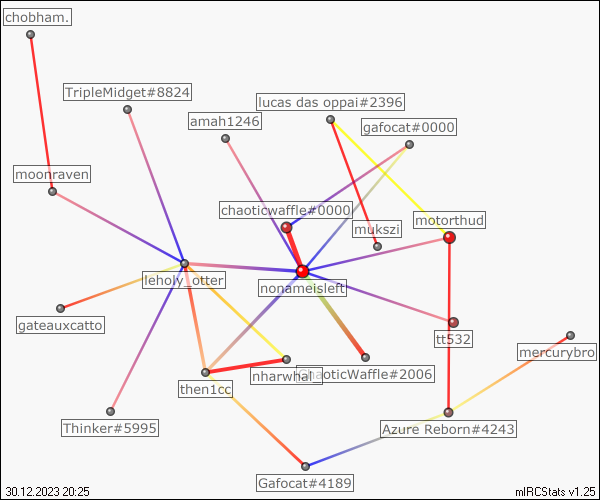 chobham.
TripleMidget#8824
lucas das oppai#2396
amah1246
gafocat#0000
moonraven
chaoticwaffle#0000
motorthud
mukszi
leholy_otter
nonameisleft
gateauxcatto
tt532
mercurybro
nharwhal
ChaoticWaffle#2006
then1cc
Thinker#5995
Azure Reborn#4243
Gafocat#4189
30.12.2023 20:25
mIRCStats v1.25